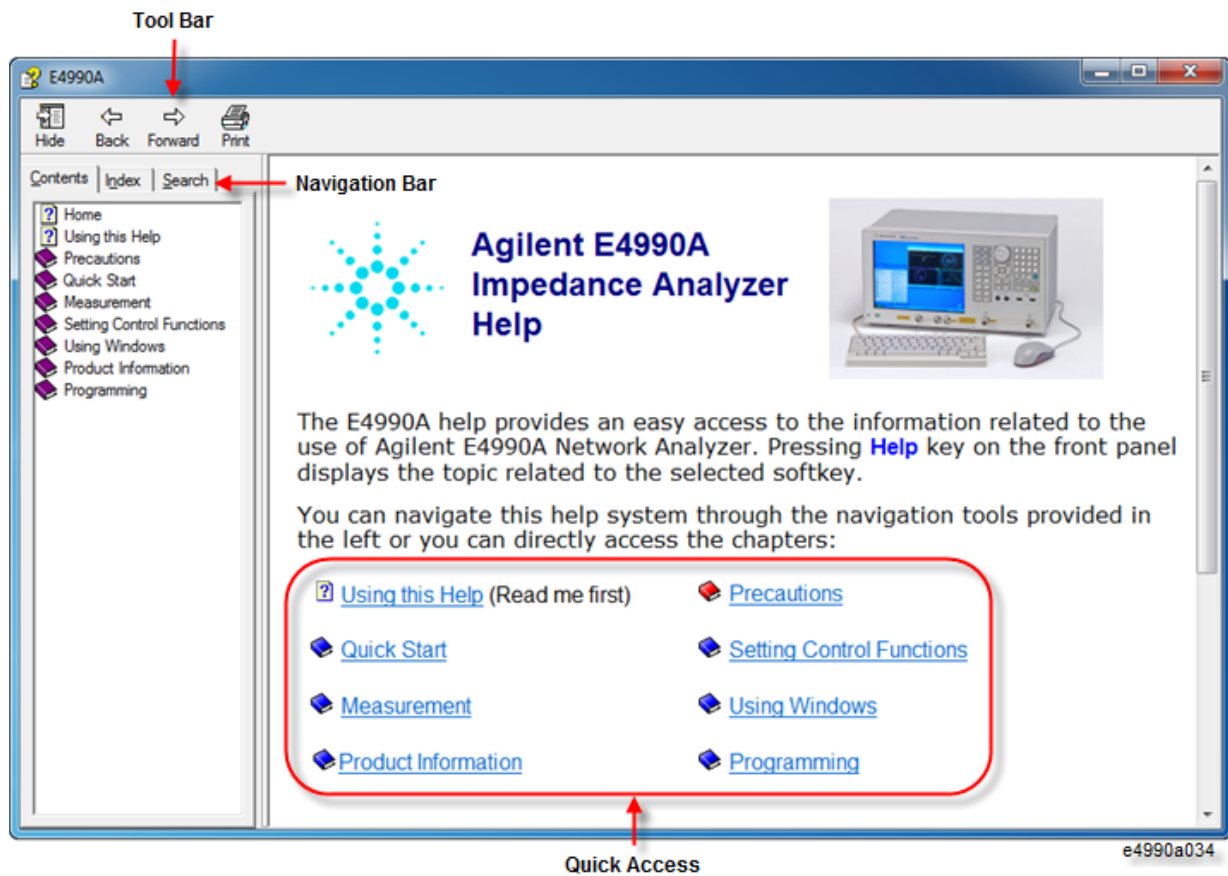 Tool Bar
E4990A
Hide Back Forward Print
Contents Index Search
Navigation Bar
Home
Using this Help
Precautions
Quick Start
Measurement
Setting Control Functions
Using Windows
Product Information
Programming
Agilent E4990A
Impedance Analyzer
Help
The E4990A help provides an easy access to the information related to the
use of Agilent E4990A Network Analyzer. Pressing Help key on the front panel
displays the topic related to the selected softkey.
You can navigate this help system through the navigation tools provided in
the left or you can directly access the chapters:
Using this Help (Read me first)
Precautions
Quick Start
Setting Control Functions
Measurement
Using Windows
Product Information
Programming
Quick Access
e4990a034